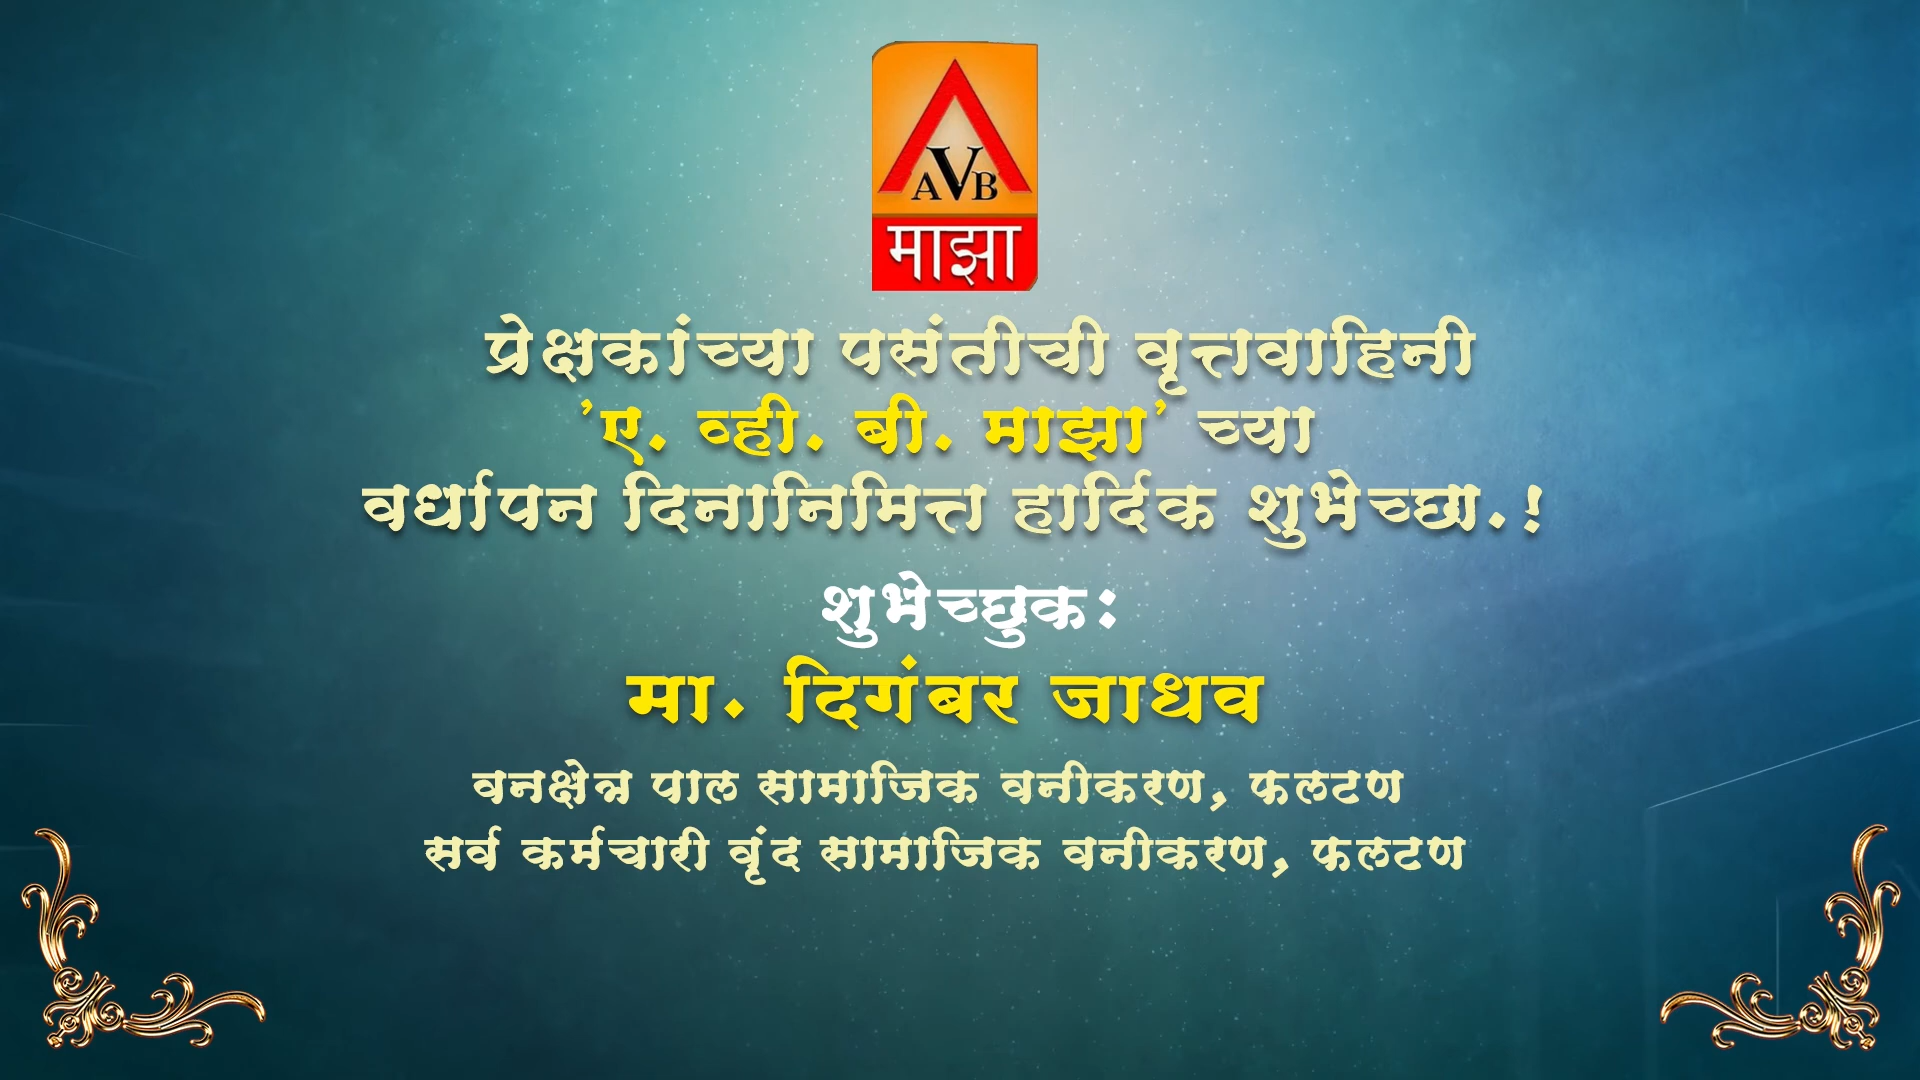 AVB
माझा
प्रेक्षकांच्या पसंतीची वृत्तवाहिनी
'ए. व्ही. बी. माझा' च्या
वर्धापन दिनानिमित्त हार्दिक शुभेच्छा.!
शुभेच्छुक:
मा. दिगंबर जाधव
वनक्षेत्र पाल सामाजिक वनीकरण, फलटण
सर्व कर्मचारी वृंद सामाजिक वनीकरण, फलटण